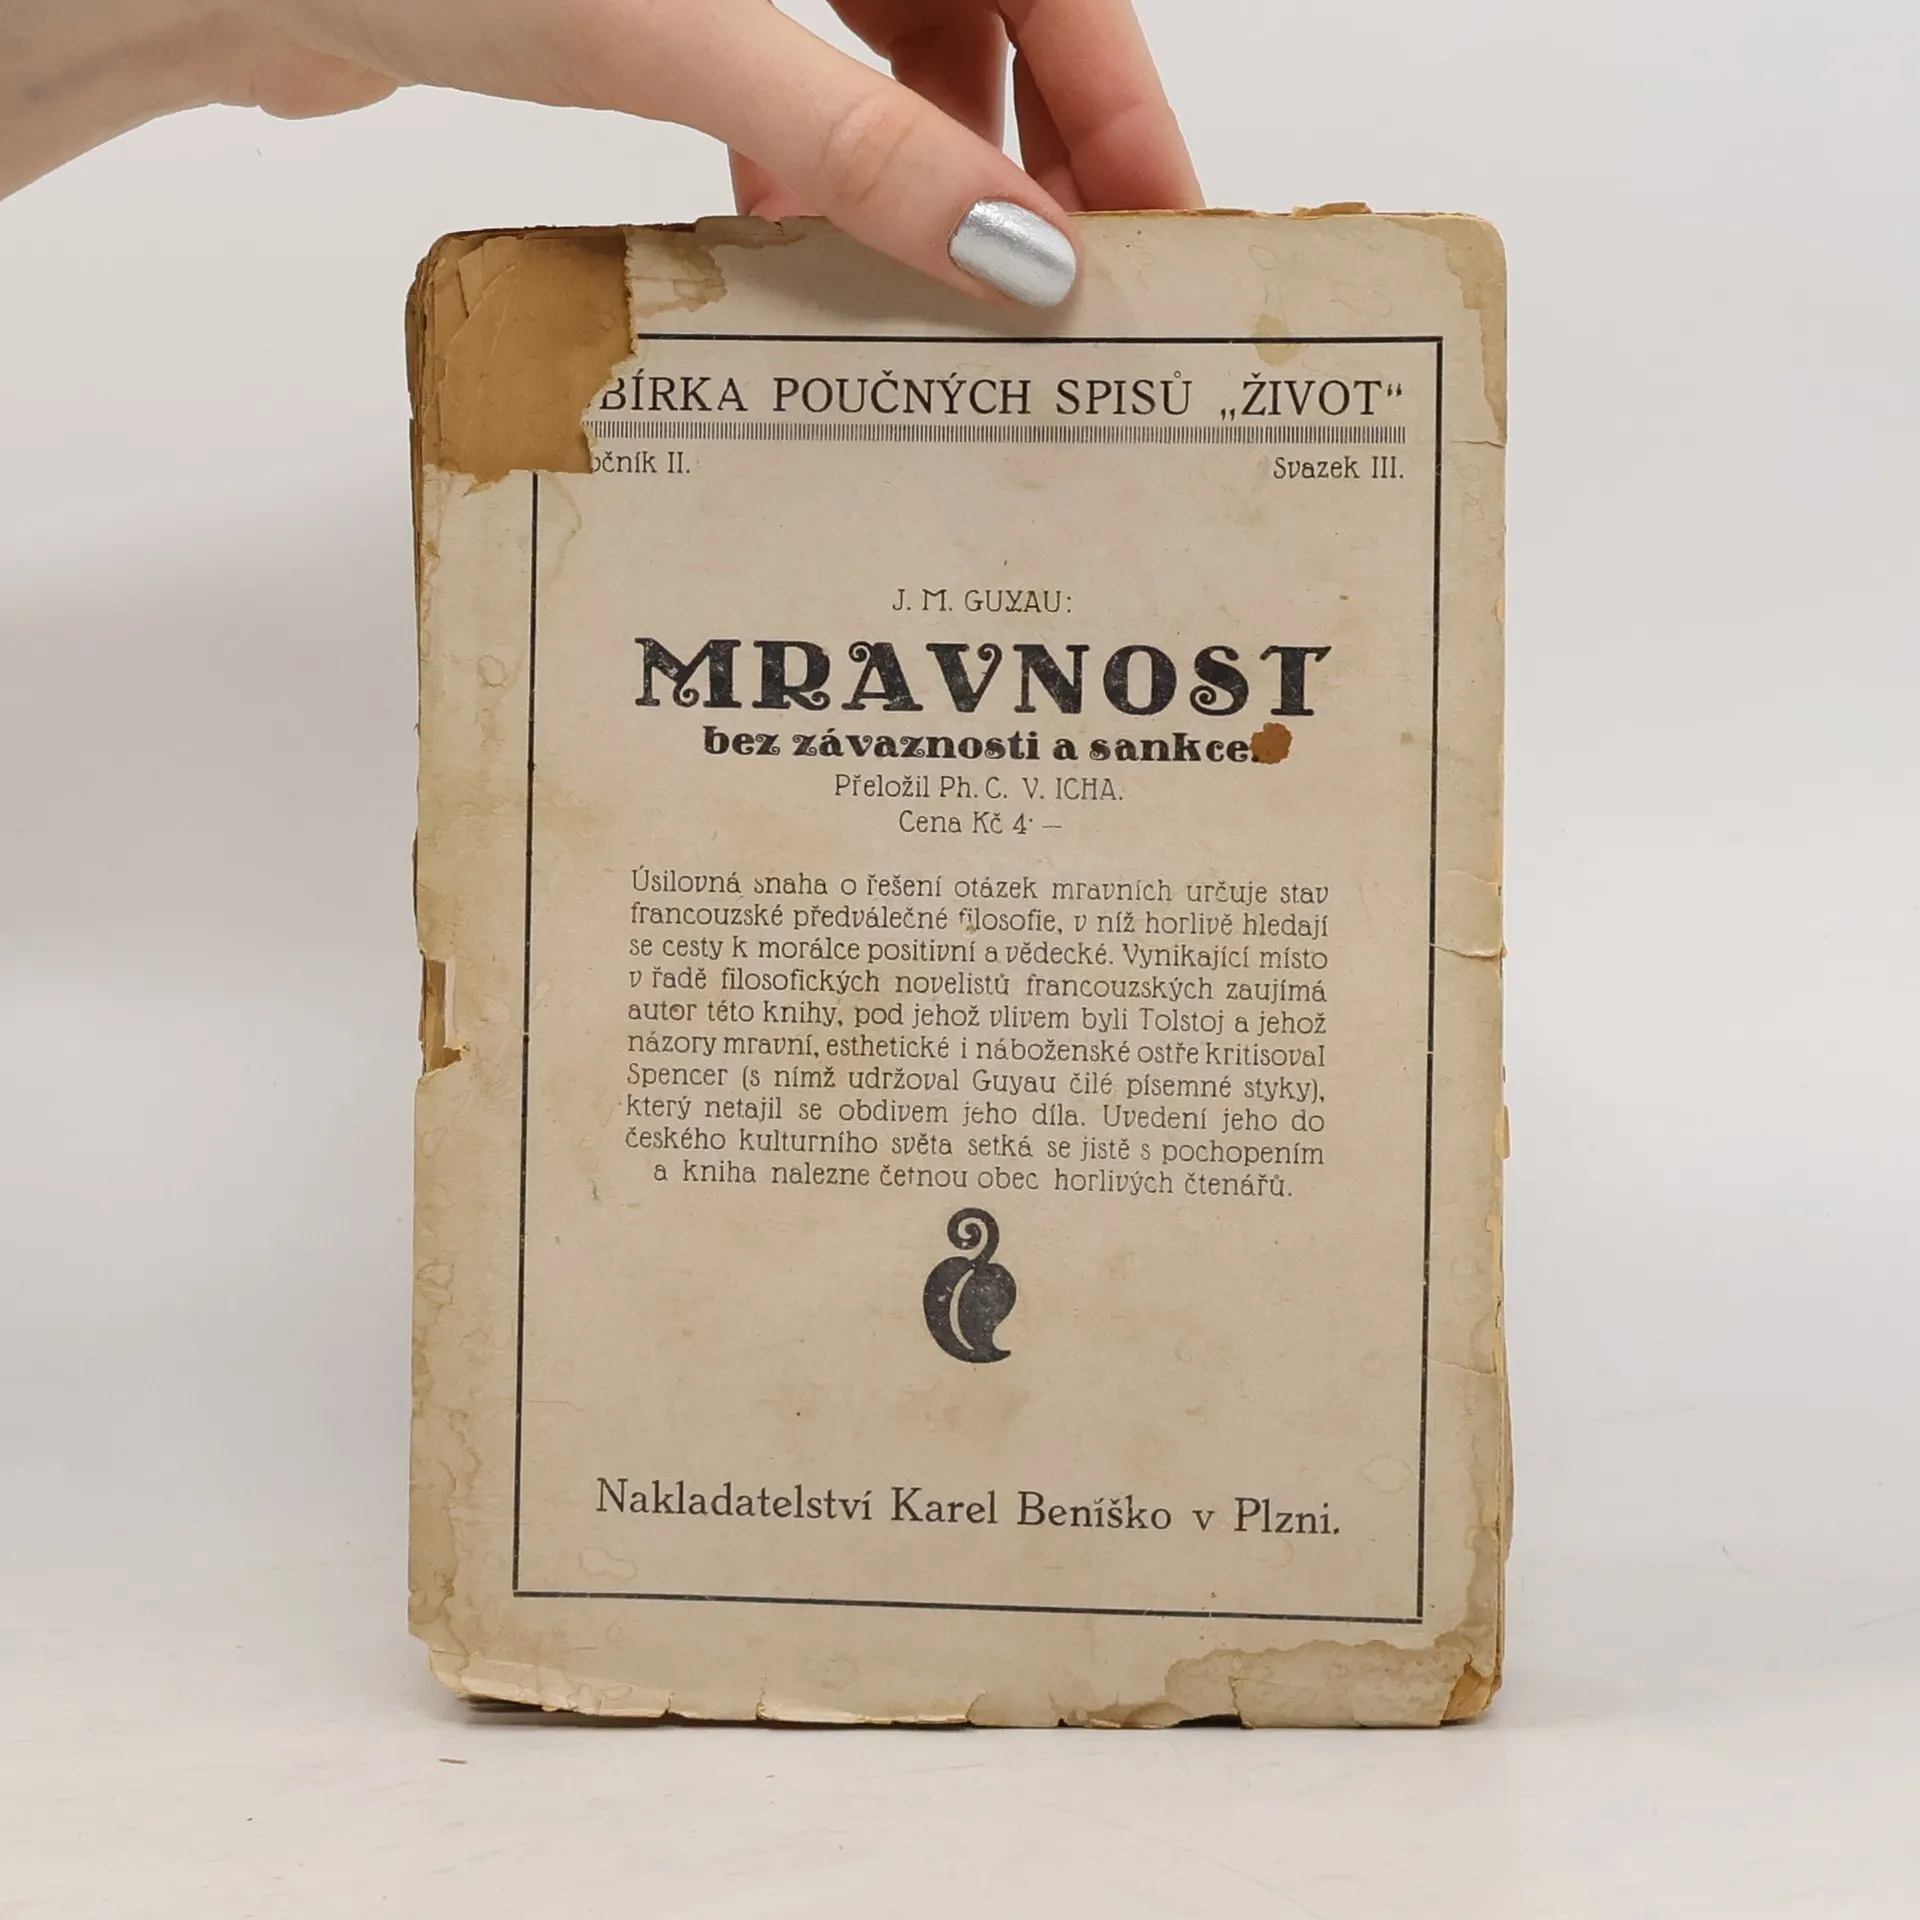 BÍRKA POUČNÝCH SPISŮ „ŽIVOT“
očník II.
Svazek III.
J. M. GUYAU:
MRAVNOST
bez závaznosti a sankce.
Přeložil Ph. C. V. ICHA.
Cena Kč 4·—
Úsilovná snaha o řešení otázek mravních určuje stav
francouzské předválečné filosofie, v níž horlivě hledají
se cesty k morálce positivní a vědecké. Vynikající místo
v řadě filosofických novelistů francouzských zaujímá
autor této knihy, pod jehož vlivem byli Tolstoj a jehož
názory mravní, esthetické i náboženské ostře kritisoval
Spencer (s nímž udržoval Guyau čilé písemné styky),
který netajil se obdivem jeho díla. Uvedení jeho do
českého kulturního světa setká se jistě s pochopením
a kniha nalezne četnou obec horlivých čtenářů.
Nakladatelství Karel Beníško v Plzni.